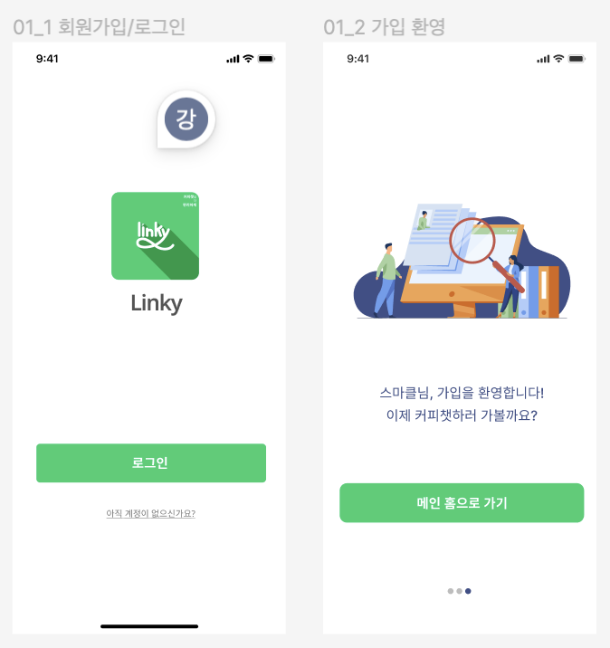 01_1 회원가입/로그인
9:41
강
linky
Linky
로그인
아직 계정이 없으신가요?
01_2 가입 환영
9:41
스마클님, 가입을 환영합니다!
이제 커피챗하러 가볼까요?
메인 홈으로 가기